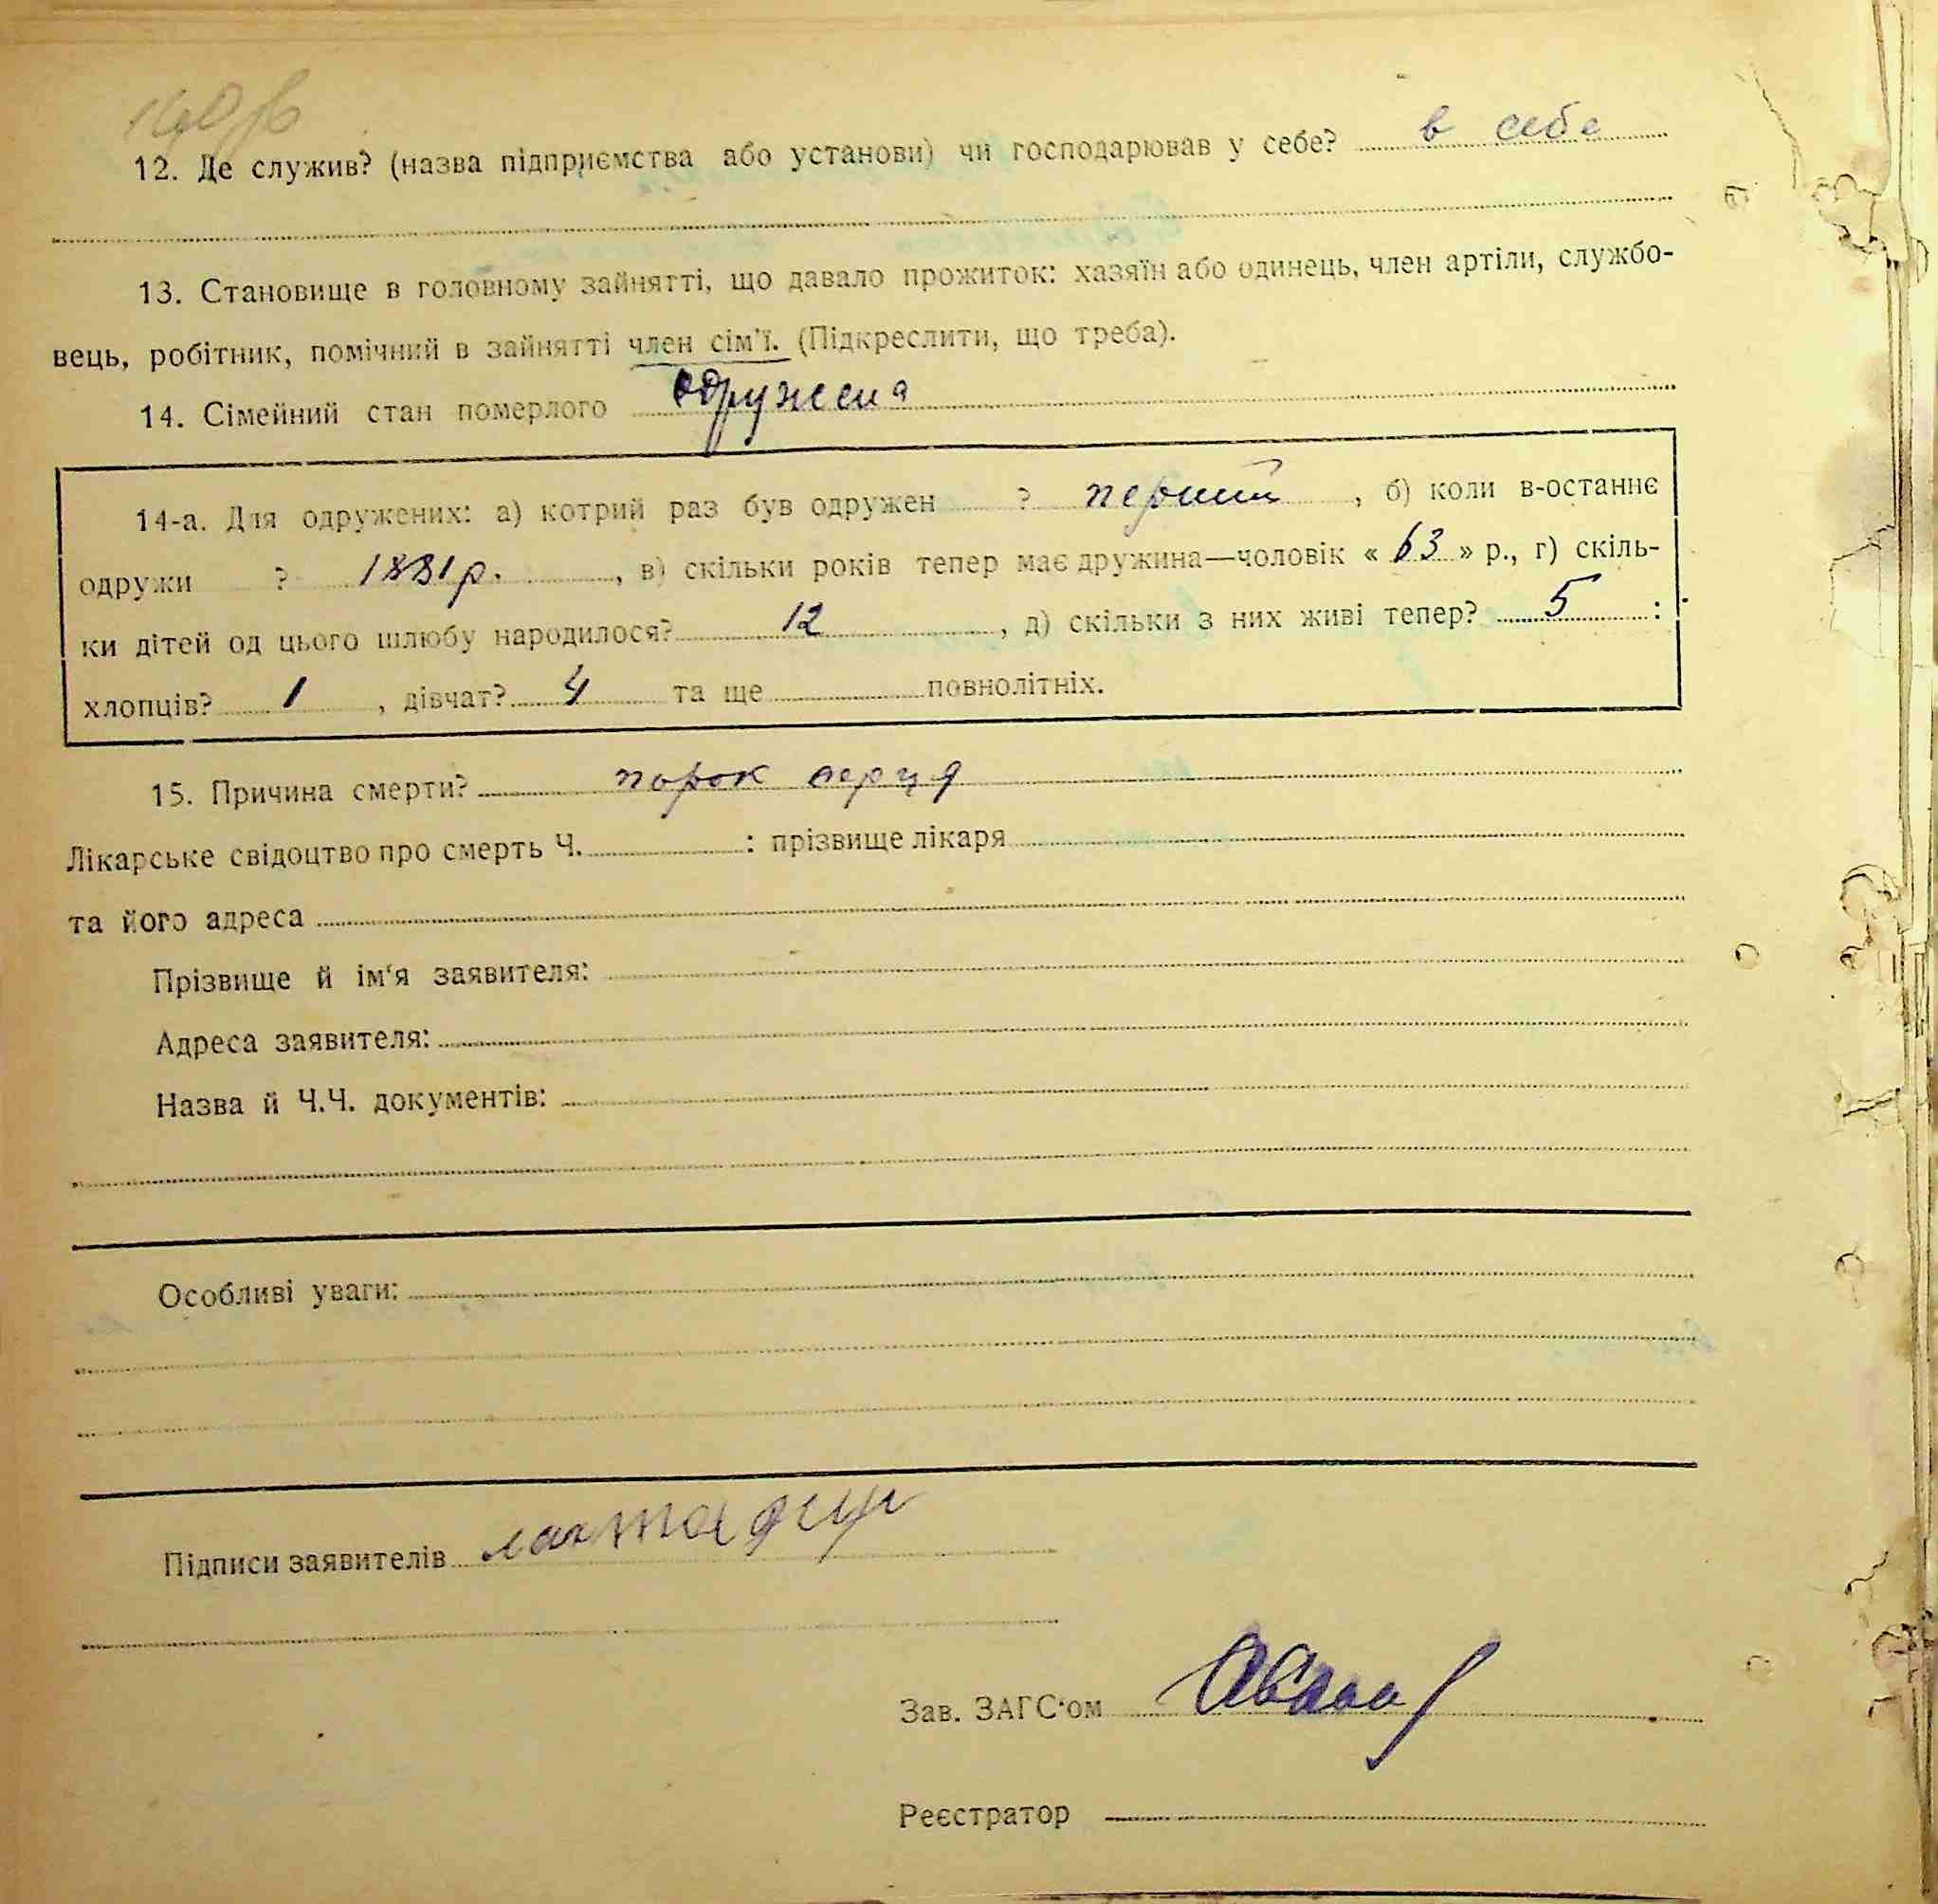 12. Де служив? (назва підприємства або установи) чи господарював у себе? в себе
13. Становище в головному зайнятті, що давало прожиток: хазяїн або одинець, член артіли, службо-
вець, робітник, помічний в зайнятті член сім'ї. (Підкреслити, що треба).
14. Сімейний стан померлого одружена
14-а. Для одружених: а) котрий раз був одружен ? перший, б) коли в-останнє
одружи ? 1881р., в) скільки років тепер має дружина—чоловік « 63 » р., г) скіль-
ки дітей од цього шлюбу народилося? 12, д) скільки з них живі тепер? 5 :
хлопців? 1, дівчат? 4 та ще повнолітніх.
15. Причина смерти? порок серця
Лікарське свідоцтво про смерть Ч. : прізвище лікаря
та його адреса
Прізвище й ім'я заявителя:
Адреса заявителя:
Назва й Ч.Ч. документів:
Особливі уваги:
Підписи заявителів
Зав. ЗАГС'ом
Реєстратор